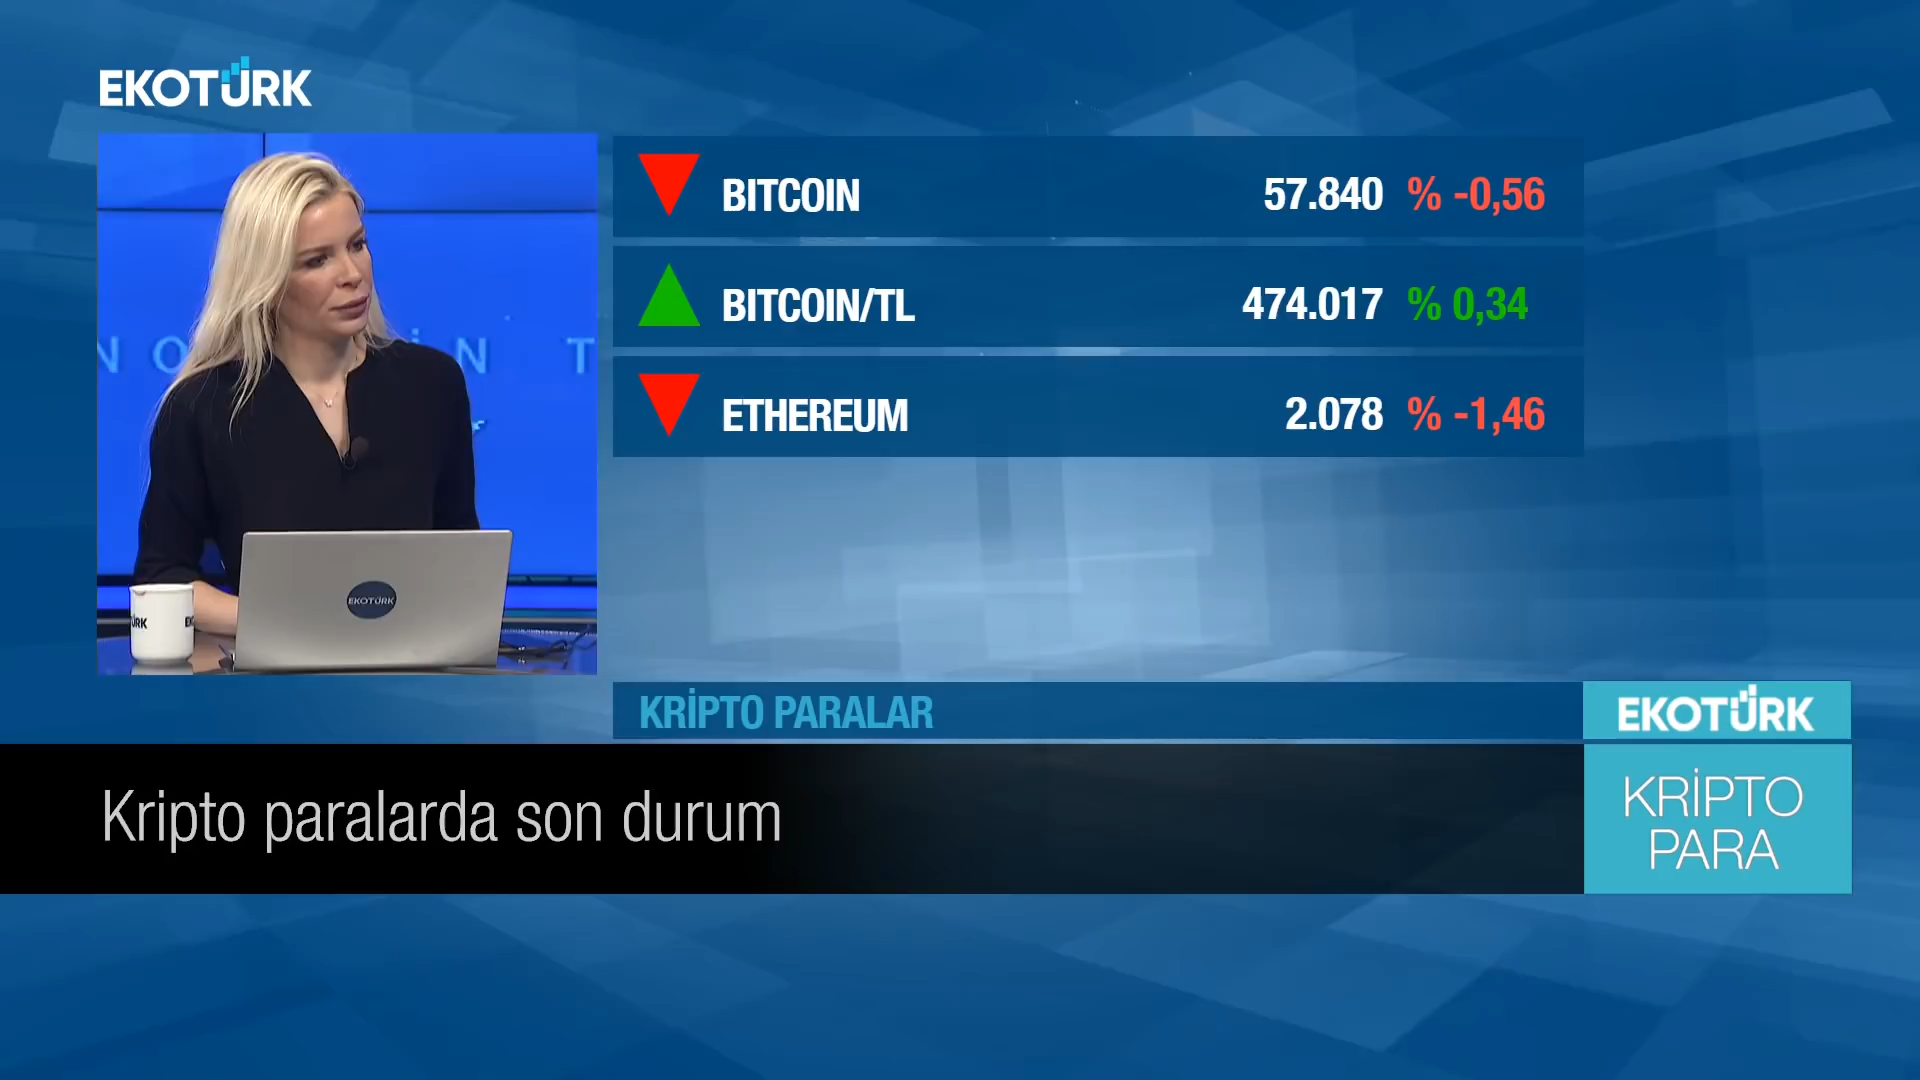 EKOTÜRK
BITCOIN 57.840 % -0,56
BITCOIN/TL 474.017 % 0,34
ETHEREUM 2.078 % -1,46
EKOTÜRK
KRİPTO PARALAR
EKOTÜRK
Kripto paralarda son durum
KRİPTO
PARA